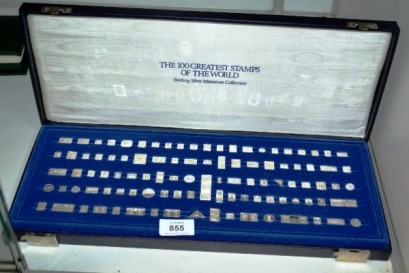 THE 100 GREATEST STAMPS
OF THE WORLD
Sterling Silver Miniature Collection
855